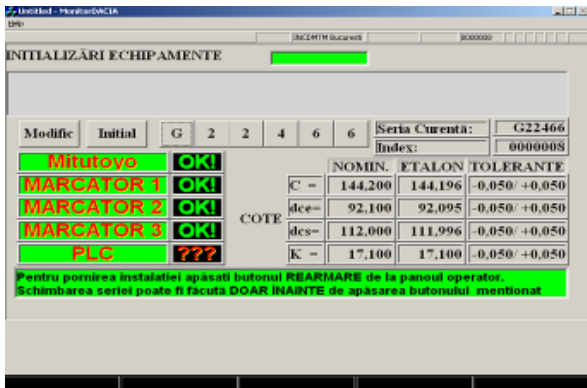 Untitled - MonitorDACIA
Help
INCDMTM Bucuresti 0000000
INITIALIZĂRI ECHIPAMENTE
Modific Initial G 2 2 4 6 6 Seria Curentă: G22466
Index: 0000008
Mitutoyo OK! NOMIN. ETALON TOLERANTE
MARCATOR 1 OK! C = 144,200 144,196 -0,050/ +0,050
MARCATOR 2 OK! COTE dce= 92,100 92,095 -0,050/ +0,050
MARCATOR 3 OK! dcs= 112,000 111,996 -0,050/ +0,050
PLC ??? K = 17,100 17,100 -0,050/ +0,050
Pentru pornirea instalatiei apăsati butonul REARMARE de la panoul operator.
Schimbarea seriei poate fi făcută DOAR ÎNAINTE de apăsarea butonului mentionat